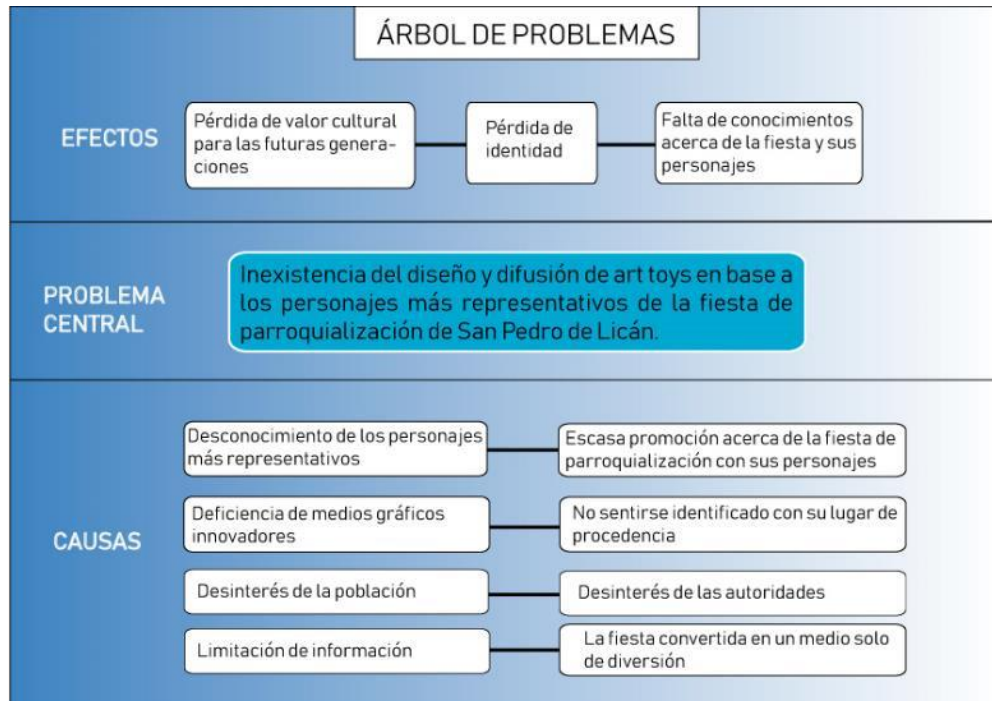 ÁRBOL DE PROBLEMAS
EFECTOS
Pérdida de valor cultural
para las futuras genera-
ciones
Pérdida de
identidad
Falta de conocimientos
acerca de la fiesta y sus
personajes
PROBLEMA
CENTRAL
Inexistencia del diseño y difusión de art toys en base a
los personajes más representativos de la fiesta de
parroquialización de San Pedro de Licán.
CAUSAS
Desconocimiento de los personajes
más representativos
Escasa promoción acerca de la fiesta de
parroquialización con sus personajes
Deficiencia de medios gráficos
innovadores
No sentirse identificado con su lugar de
procedencia
Desinterés de la población
Desinterés de las autoridades
Limitación de información
La fiesta convertida en un medio solo
de diversión